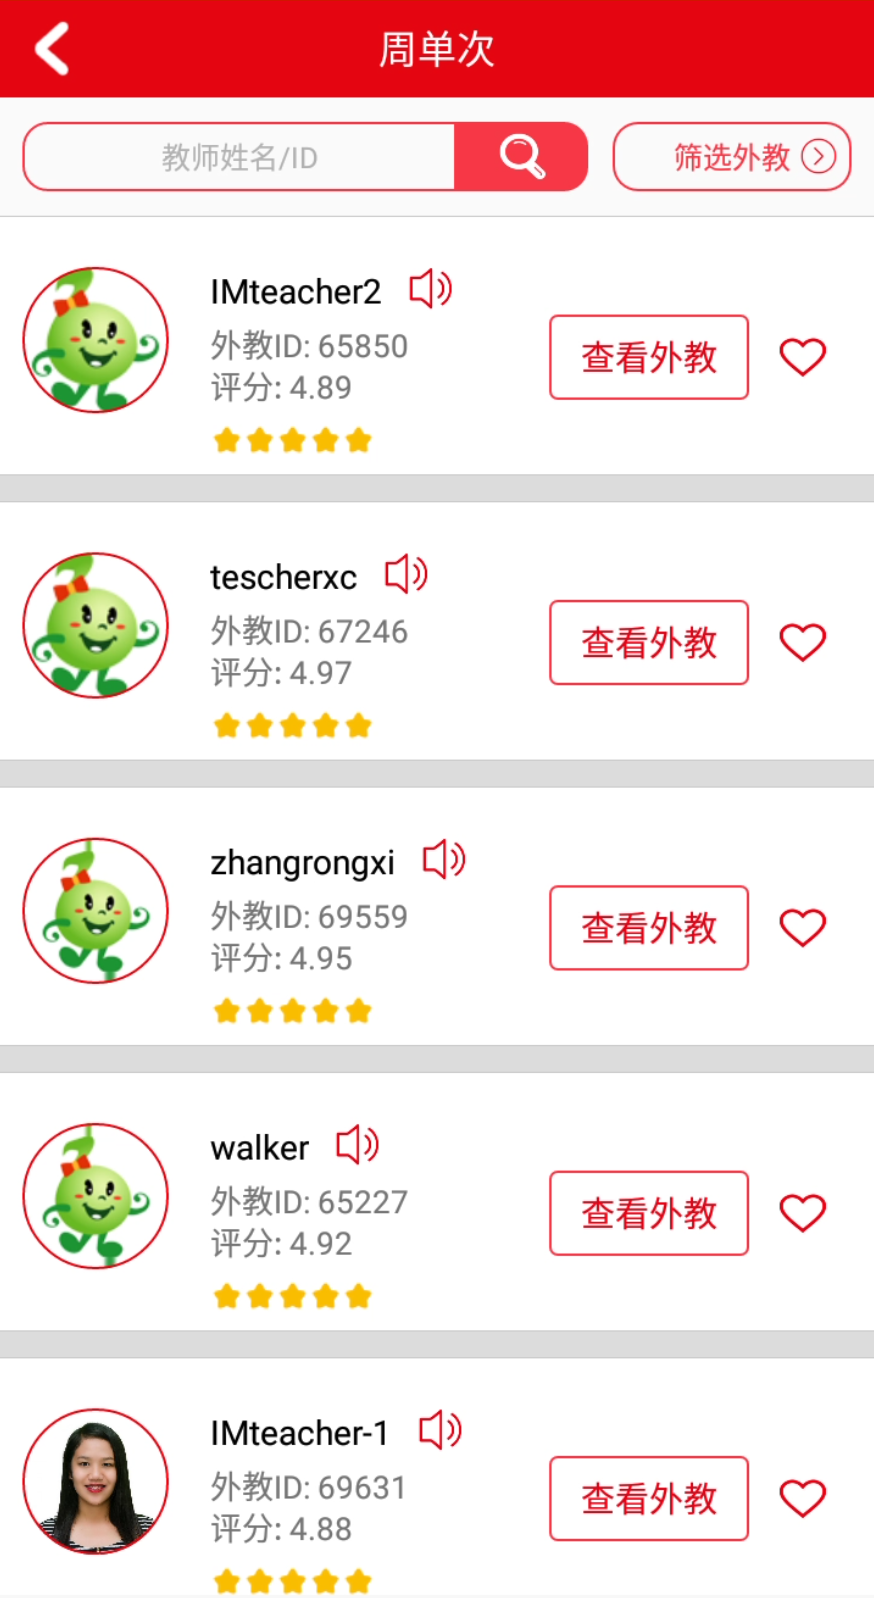 周单次
教师姓名/ID
筛选外教
IMteacher2
外教ID: 65850
评分: 4.89
查看外教
tescherxc
外教ID: 67246
评分: 4.97
查看外教
zhangrongxi
外教ID: 69559
评分: 4.95
查看外教
walker
外教ID: 65227
评分: 4.92
查看外教
IMteacher-1
外教ID: 69631
评分: 4.88
查看外教